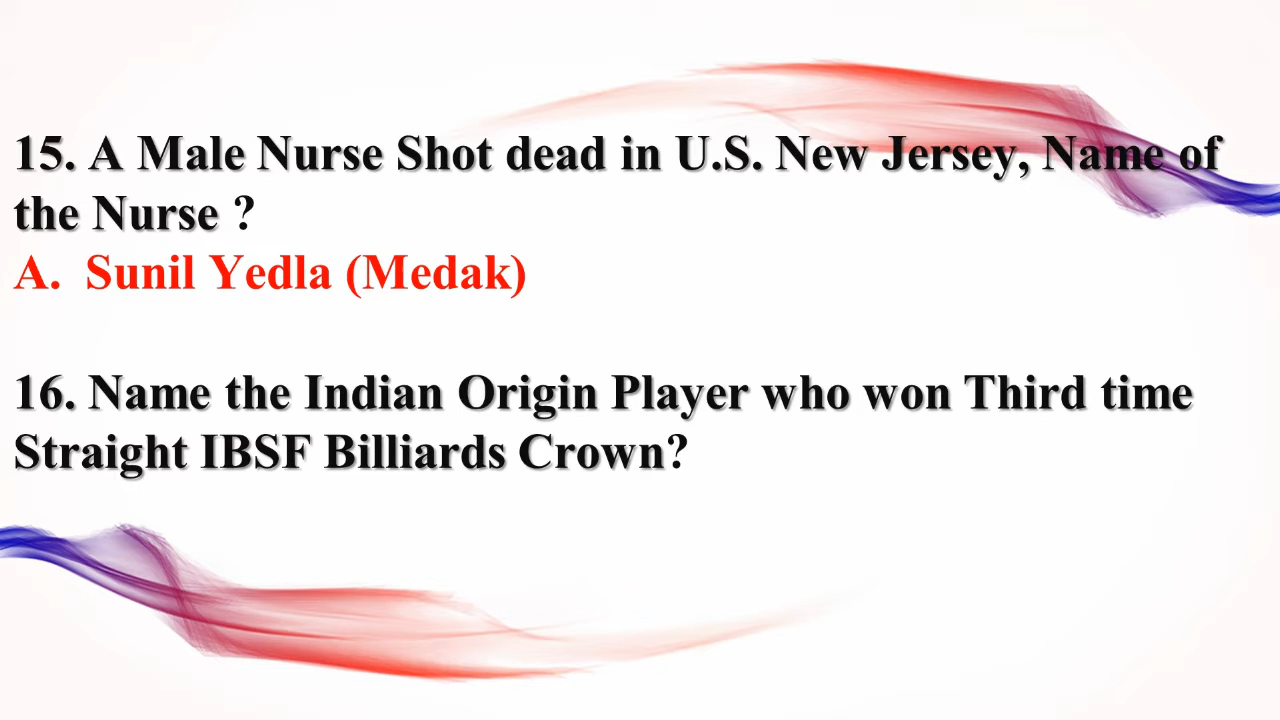 15. A Male Nurse Shot dead in U.S. New Jersey, Name of
the Nurse ?
A. Sunil Yedla (Medak)
16. Name the Indian Origin Player who won Third time
Straight IBSF Billiards Crown?